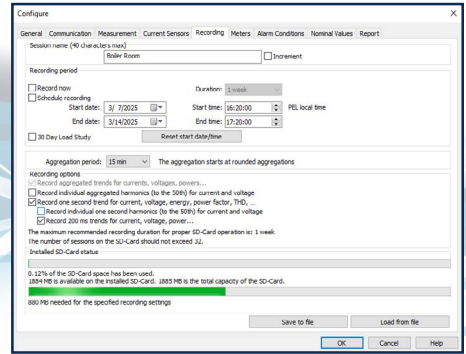 Configure
General Communication Measurement Current Sensors Recording Meters Alarm Conditions Nominal Values Report
Session name (40 characters max)
Boiler Room
Increment
Recording period
Record now
Duration: 1 week
Schedule recording
Start date: 3/ 7/2025 Start time: 16:20:00 PEL local time
End date: 3/14/2025 End time: 17:20:00
30 Day Load Study Reset start date/time
Aggregation period: 15 min The aggregation starts at rounded aggregations
Recording options
Record aggregated trends for currents, voltages, powers...
Record individual aggregated harmonics (to the 50th) for current and voltage
Record one second trend for current, voltage, energy, power factor, THD, ...
Record individual one second harmonics (to the 50th) for current and voltage
Record 200 ms trends for current, voltage, power...
The maximum recommended recording duration for proper SD-Card operation is: 1 week
The number of sessions on the SD-Card should not exceed 32.
Installed SD-Card status
0.12% of the SD-Card space has been used.
1884 MB is available on the installed SD-Card. 1885 MB is the total capacity of the SD-Card.
880 MB needed for the specified recording settings
Save to file Load from file
OK Cancel Help